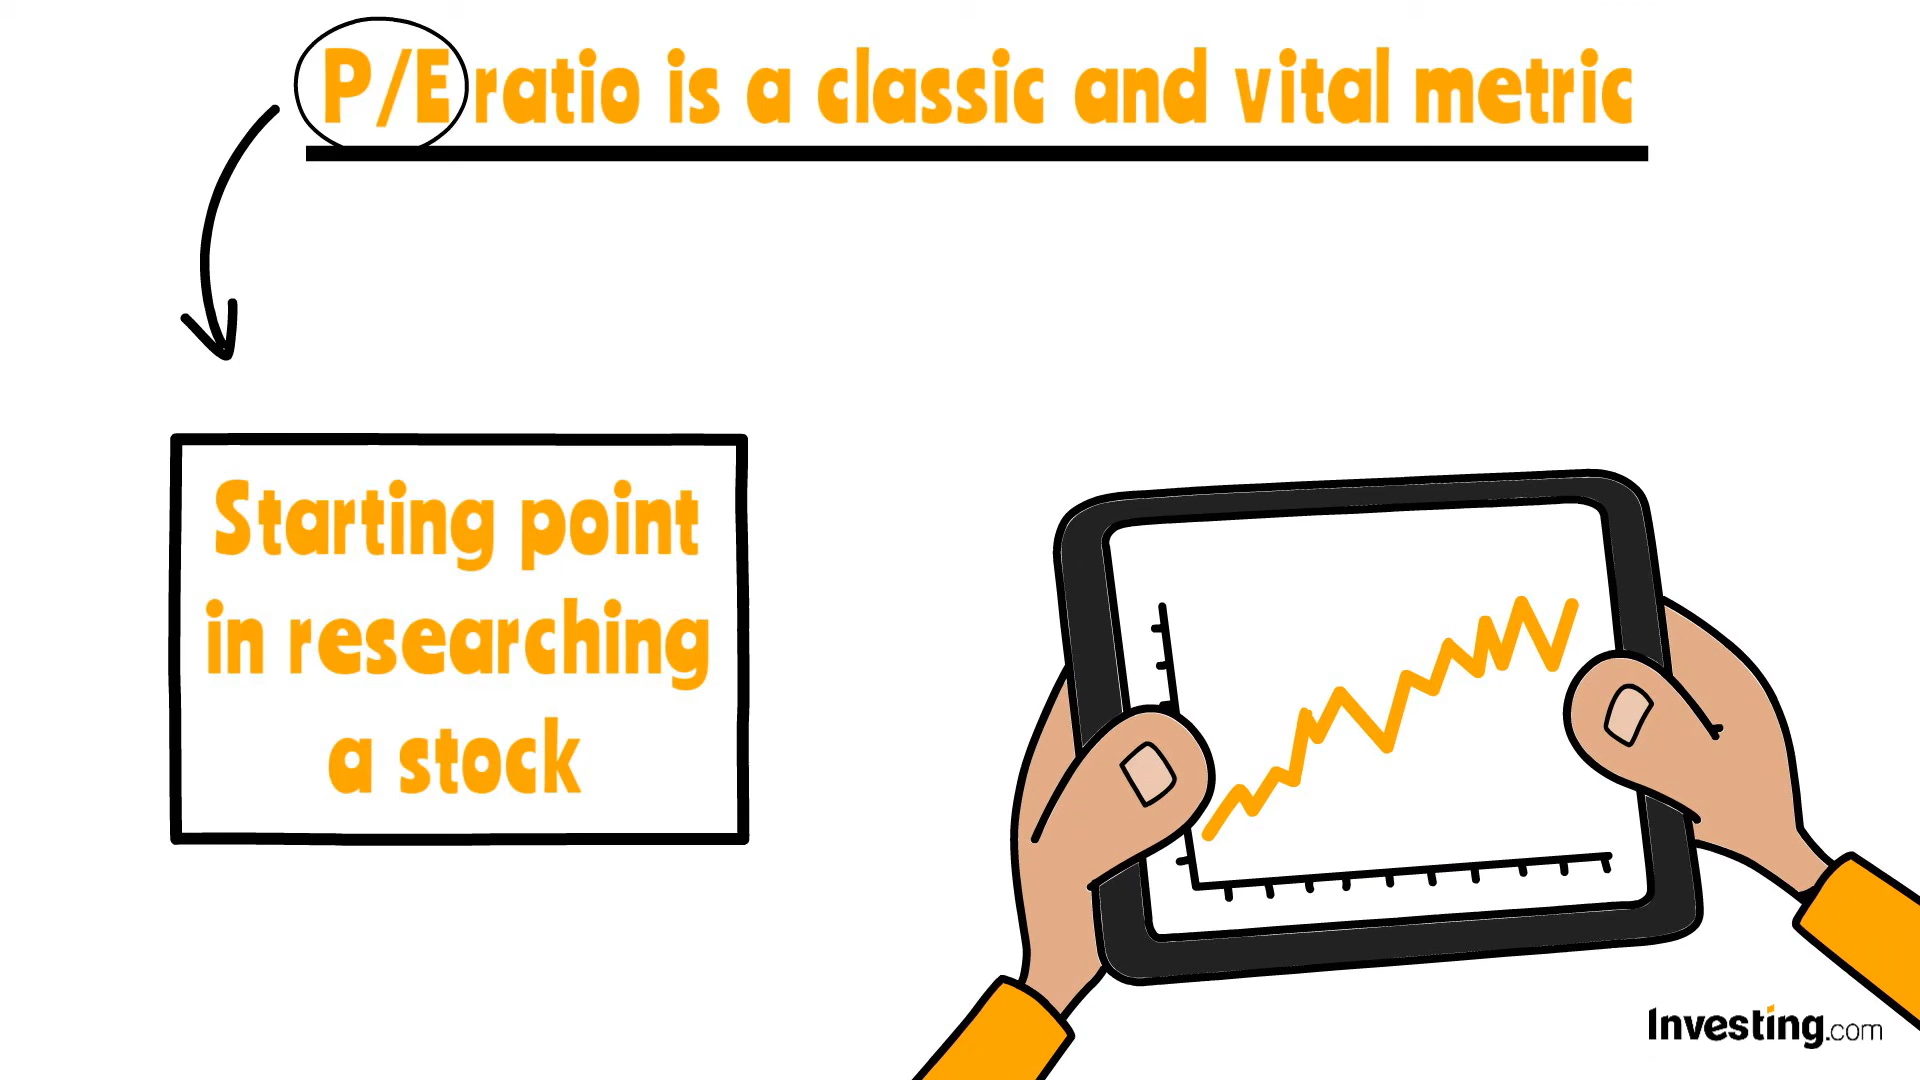 P/E ratio is a classic and vital metric
Starting point
in researching
a stock
Investing.com